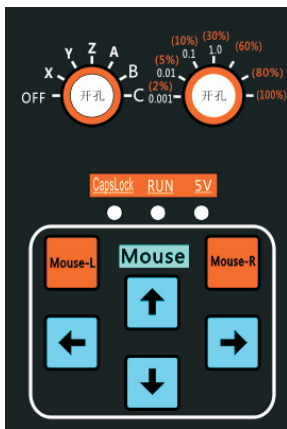 OFF X Y Z A B C
开孔
(2%) (5%) (10%) (30%) (60%) (80%) (100%)
0.001 0.01 0.1 1.0
开孔
CapsLock RUN 5V
Mouse-L Mouse Mouse-R